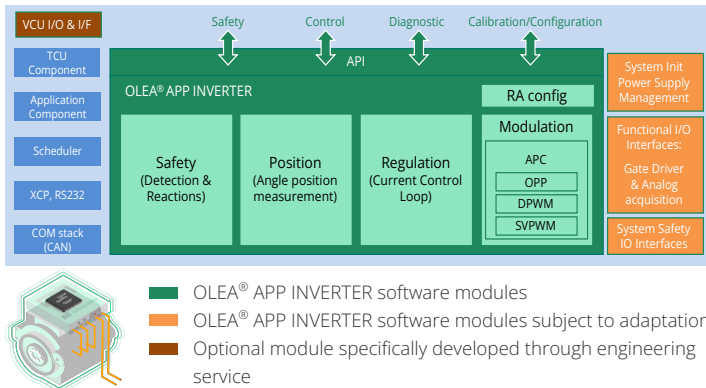 VCU I/O & I/F
Safety
Control
Diagnostic
Calibration/Configuration
TCU
Component
Application
Component
Scheduler
XCP, RS232
COM stack
(CAN)
API
OLEA® APP INVERTER
RA config
Safety
(Detection &
Reactions)
Position
(Angle position
measurement)
Regulation
(Current Control
Loop)
Modulation
APC
OPP
DPWM
SVPWM
System Init
Power Supply
Management
Functional I/O
Interfaces:
Gate Driver
& Analog
acquisition
System Safety
IO Interfaces
OLEA® APP INVERTER software modules
OLEA® APP INVERTER software modules subject to adaptation
Optional module specifically developed through engineering
service